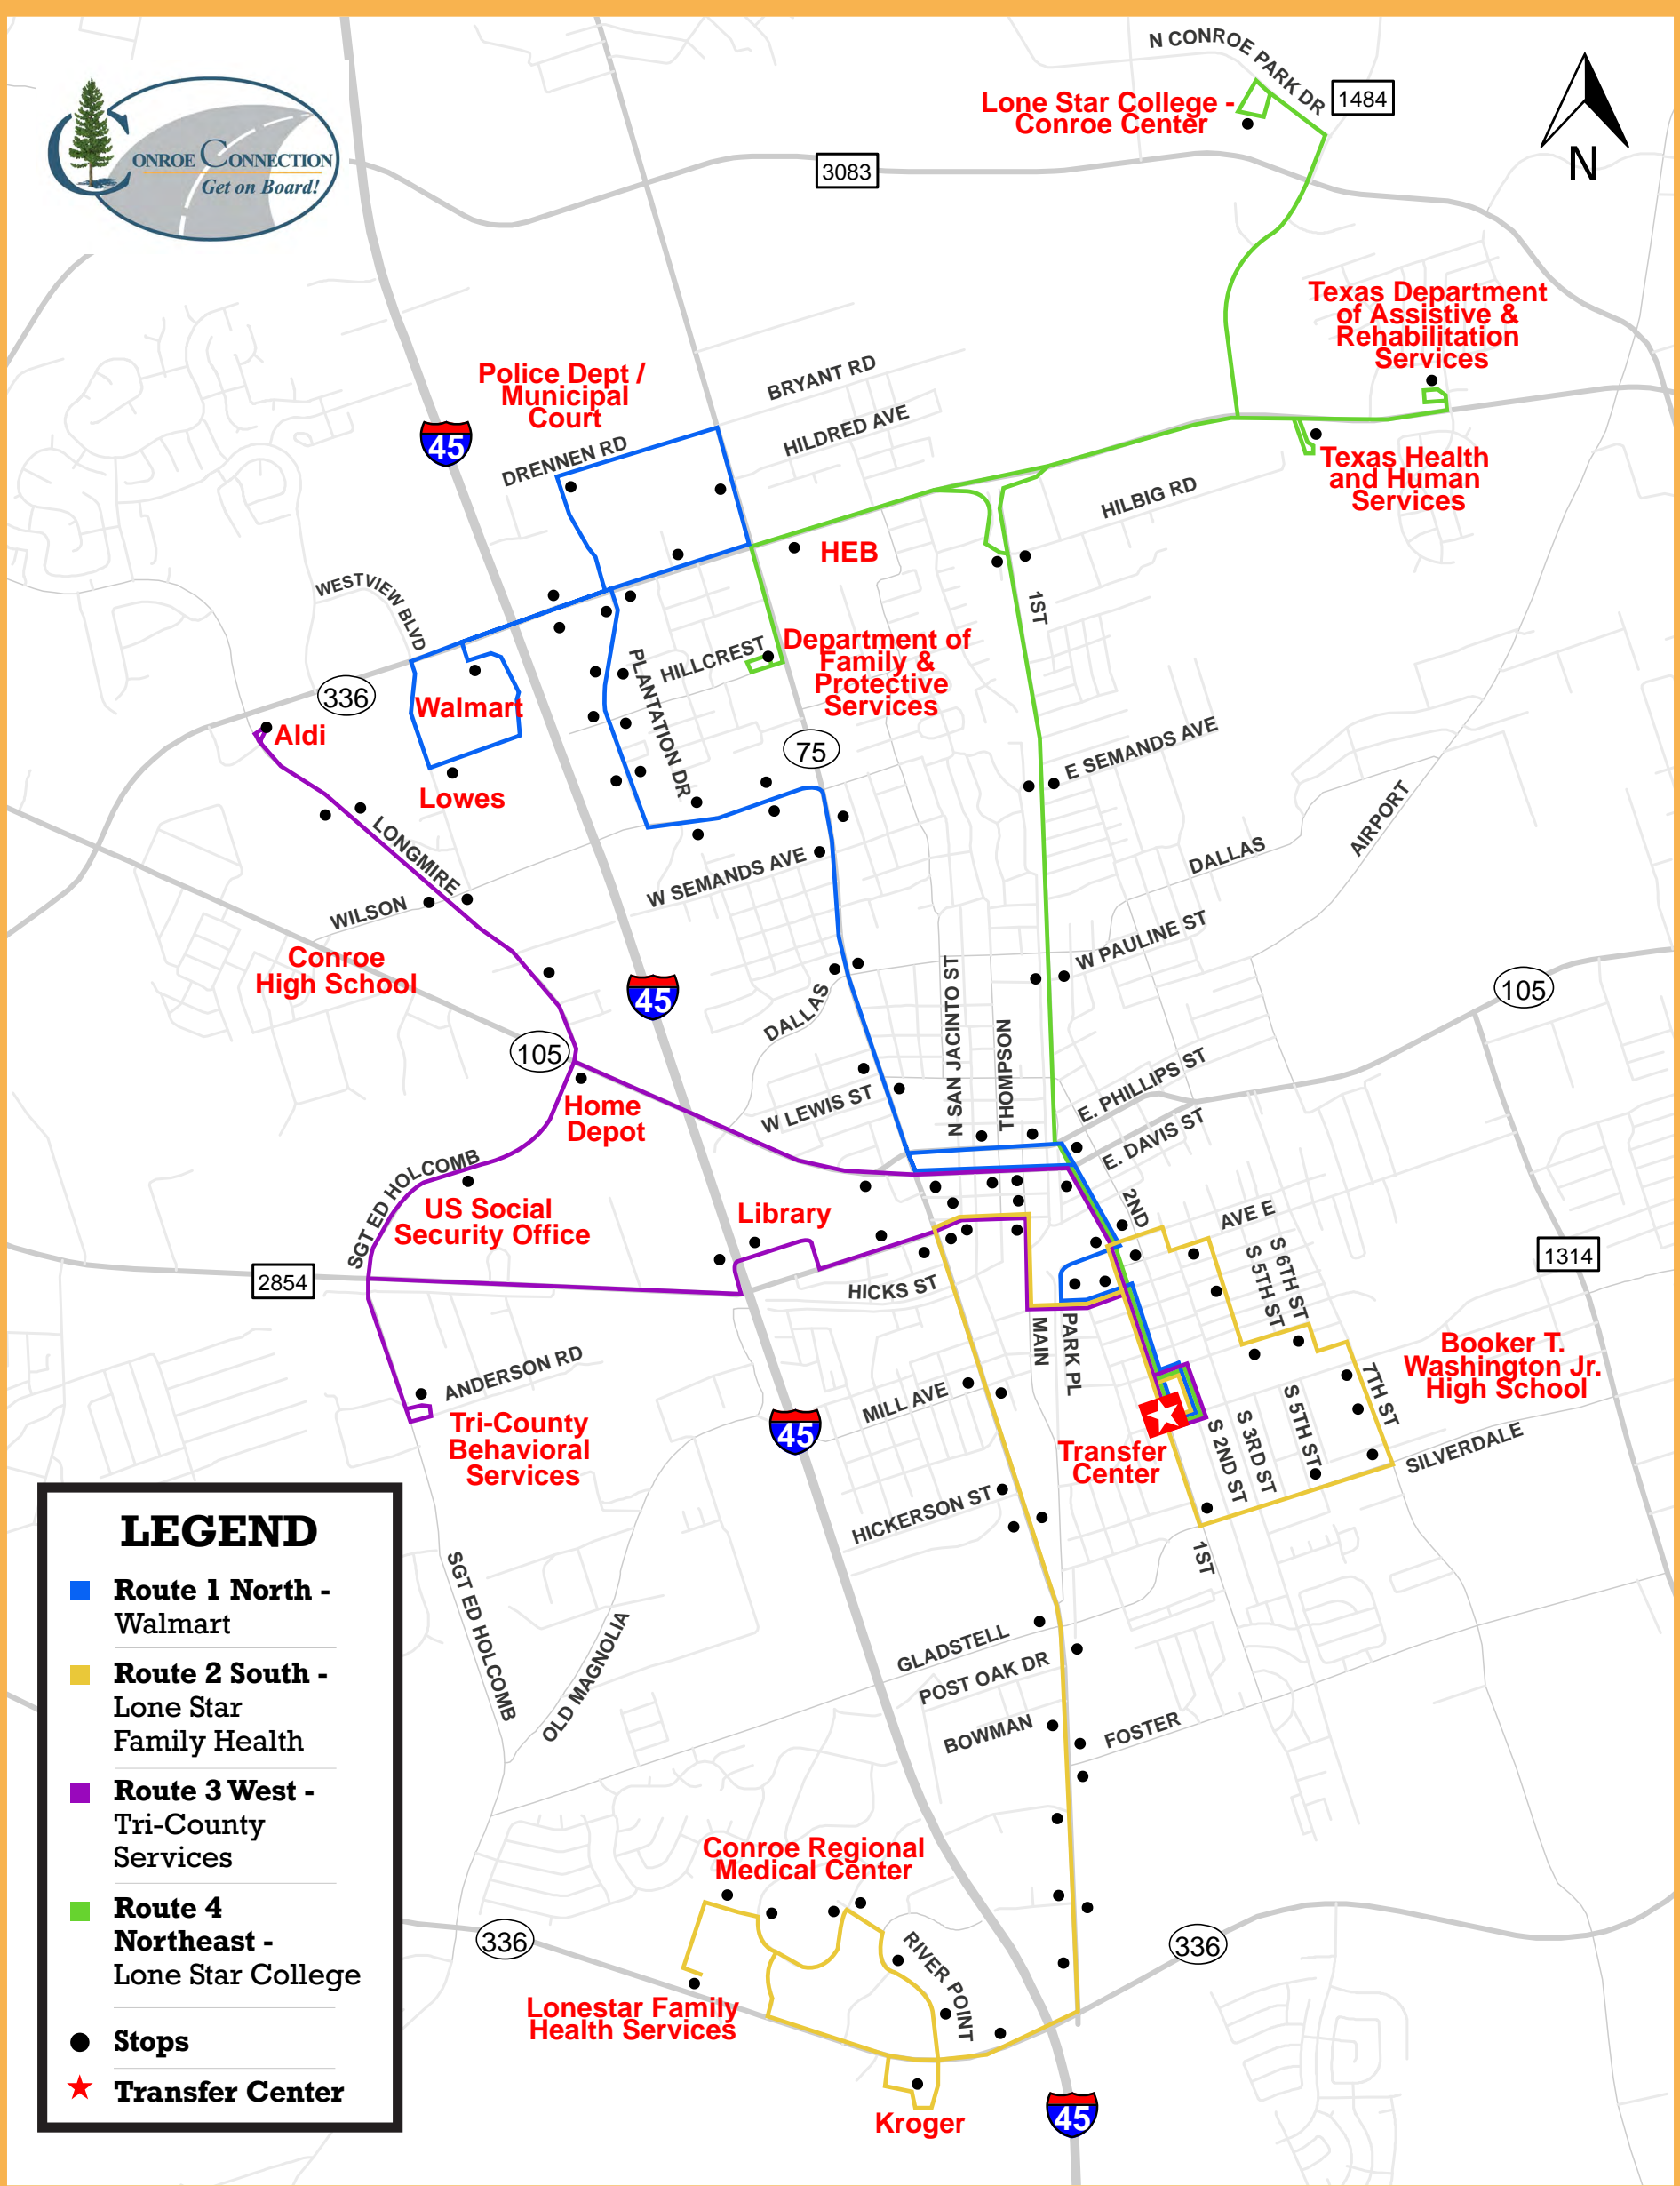 CONROE CONNECTION
Get on Board!
N CONROE PARK DR
1484
Lone Star College -
Conroe Center
N
3083
Texas Department
of Assistive &
Rehabilitation
Services
Police Dept /
Municipal
Court
BRYANT RD
HILDRED AVE
45
DRENNEN RD
Texas Health
and Human
Services
HILBIG RD
HEB
WESTVIEW BLVD
1ST
Department of
Family &
Protective
Services
HILLCREST
PLANTATION DR
336
Walmart
Aldi
75
E SEMANDS AVE
Lowes
LONGMIRE
AIRPORT
DALLAS
W SEMANDS AVE
WILSON
W PAULINE ST
Conroe
High School
45
DALLAS
N SAN JACINTO ST
THOMPSON
105
105
E. PHILLIPS ST
Home
Depot
W LEWIS ST
E. DAVIS ST
SGT ED HOLCOMB
US Social
Security Office
Library
2ND
AVE E
S 5TH ST
S 6TH ST
1314
2854
HICKS ST
MAIN
PARK PL
Booker T.
Washington Jr.
High School
ANDERSON RD
MILL AVE
7TH ST
Tri-County
Behavioral
Services
45
Transfer
Center
S 2ND ST
S 3RD ST
S 5TH ST
SILVERDALE
HICKERSON ST
1ST
SGT ED HOLCOMB
OLD MAGNOLIA
GLADSTELL
POST OAK DR
BOWMAN
FOSTER
Conroe Regional
Medical Center
336
RIVER POINT
336
Lonestar Family
Health Services
Kroger
45
LEGEND
Route 1 North -
Walmart
Route 2 South -
Lone Star
Family Health
Route 3 West -
Tri-County
Services
Route 4
Northeast -
Lone Star College
Stops
Transfer Center